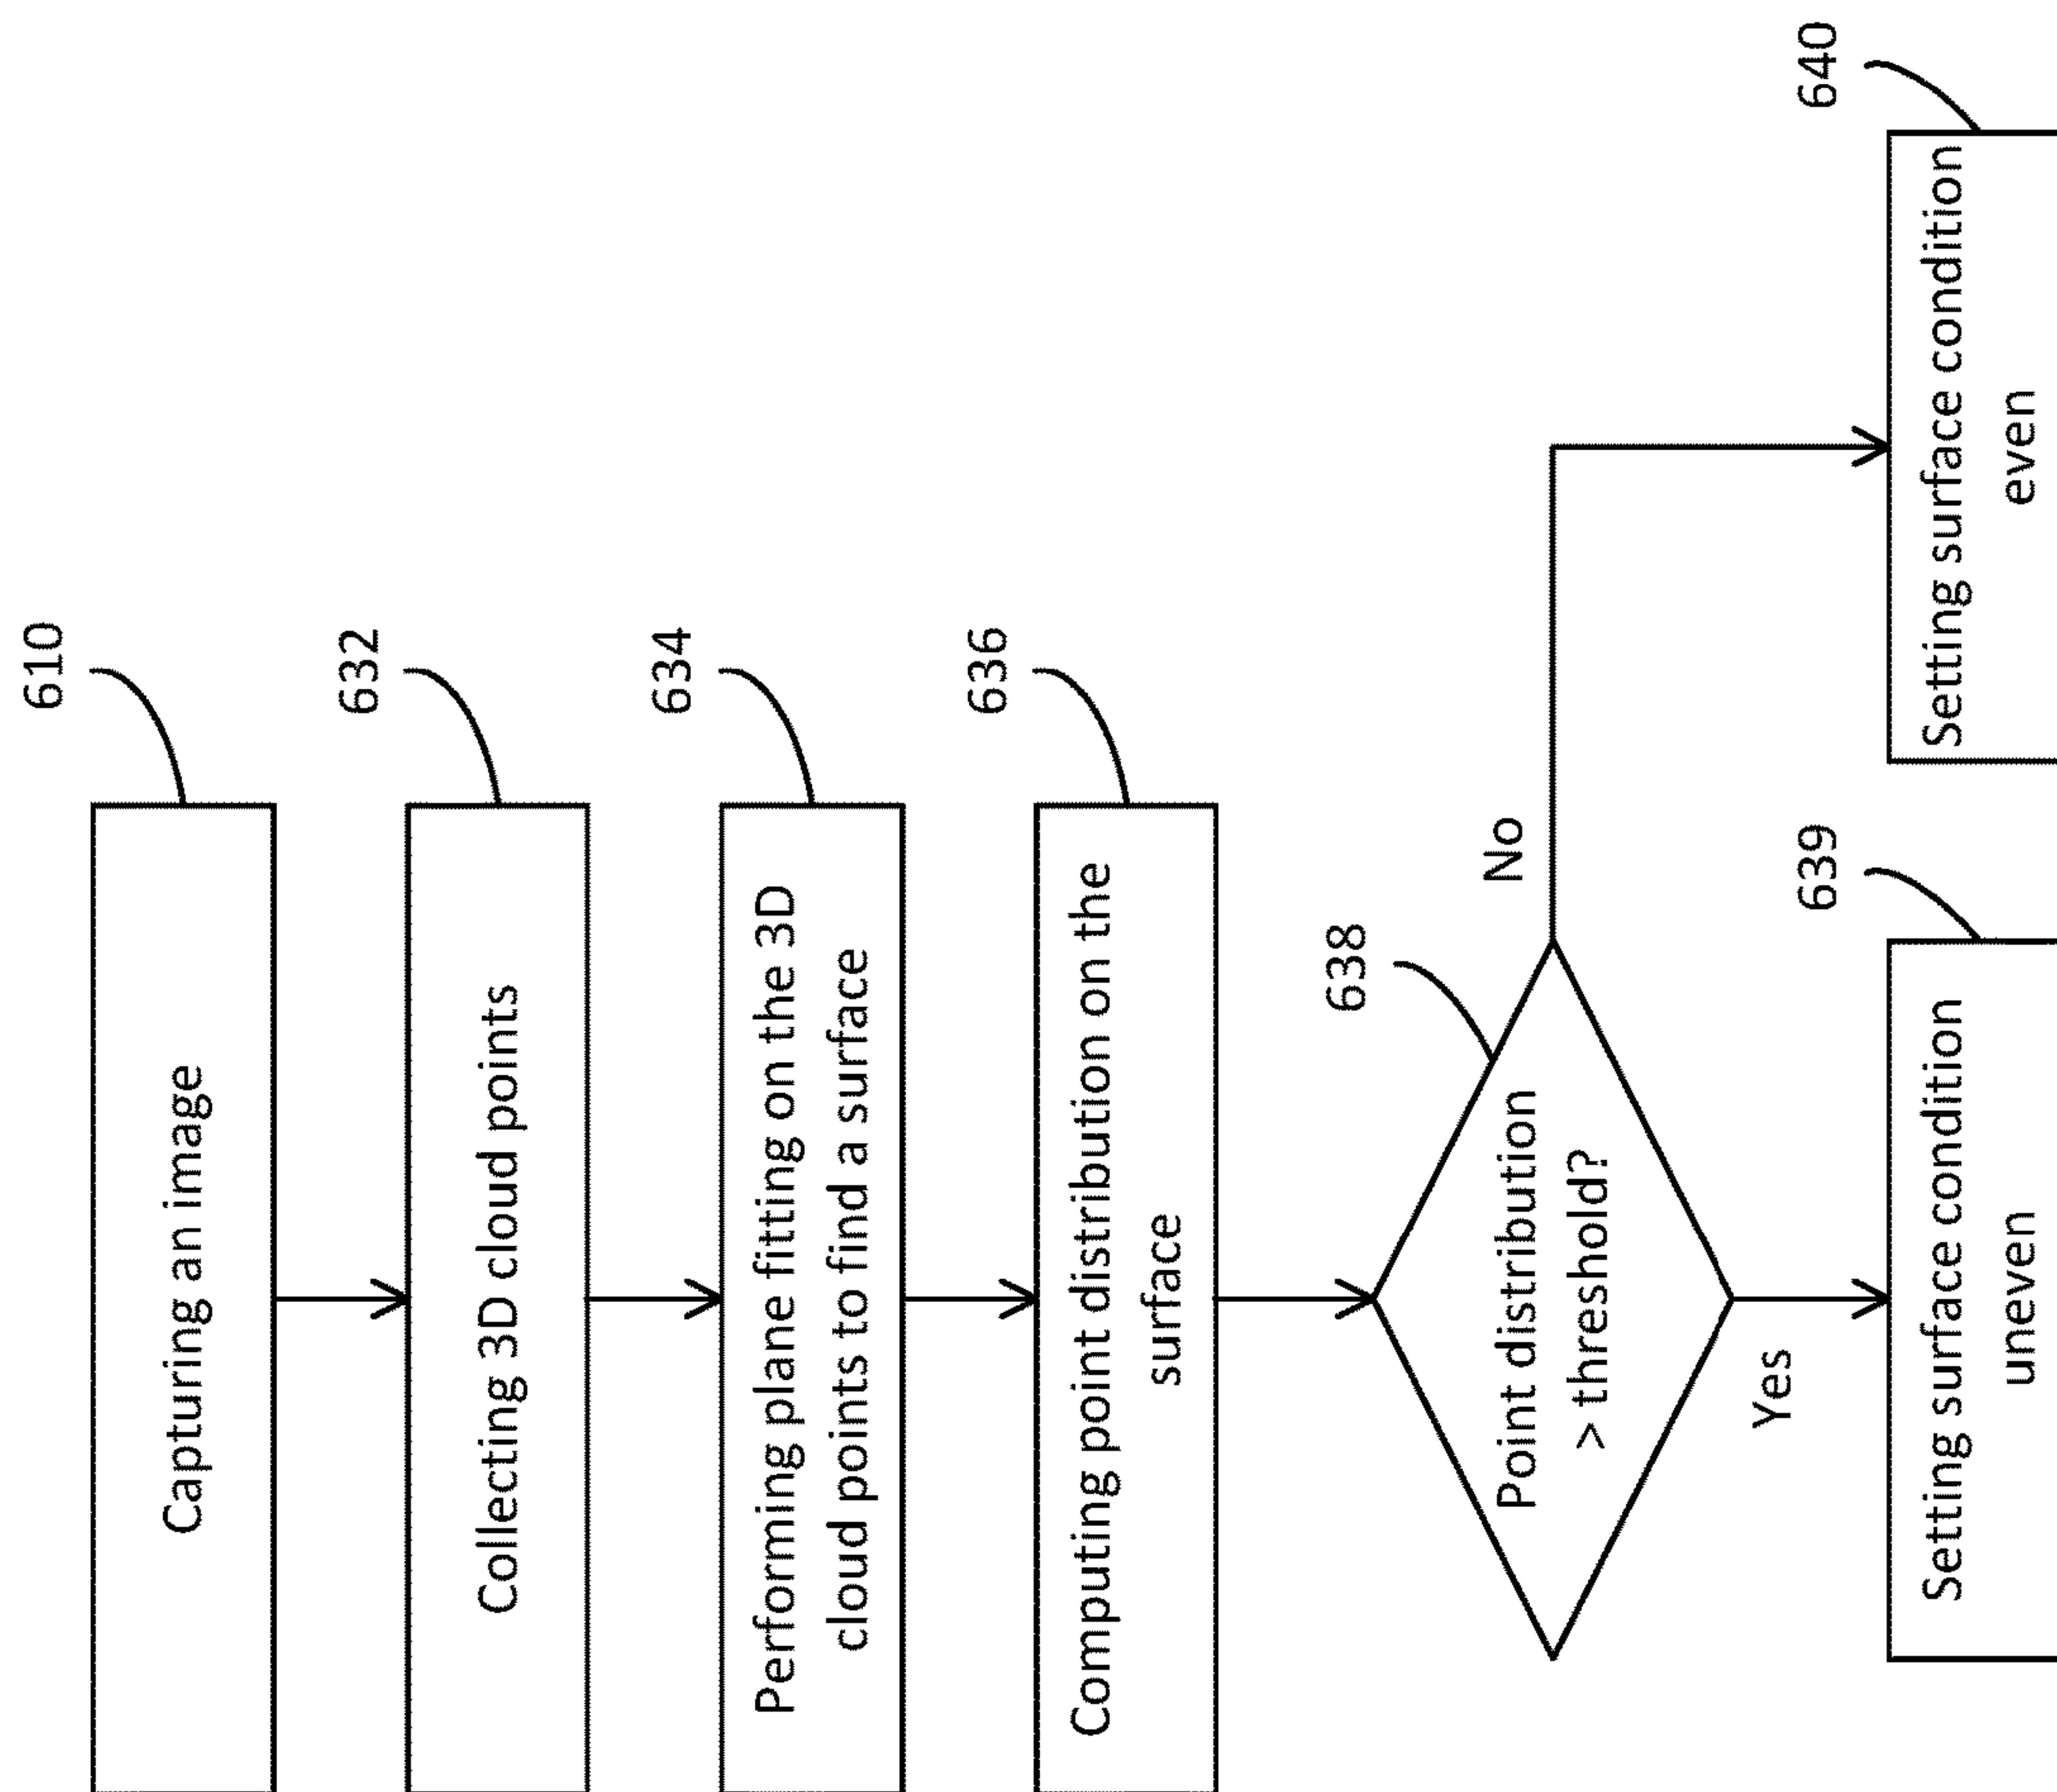 610
Capturing an image
632
Collecting 3D cloud points
634
Performing plane fitting on the 3D
cloud points to find a surface
636
Computing point distribution on the
surface
638
Point distribution
> threshold?
No
Yes
639
Setting surface condition
uneven
640
Setting surface condition
even